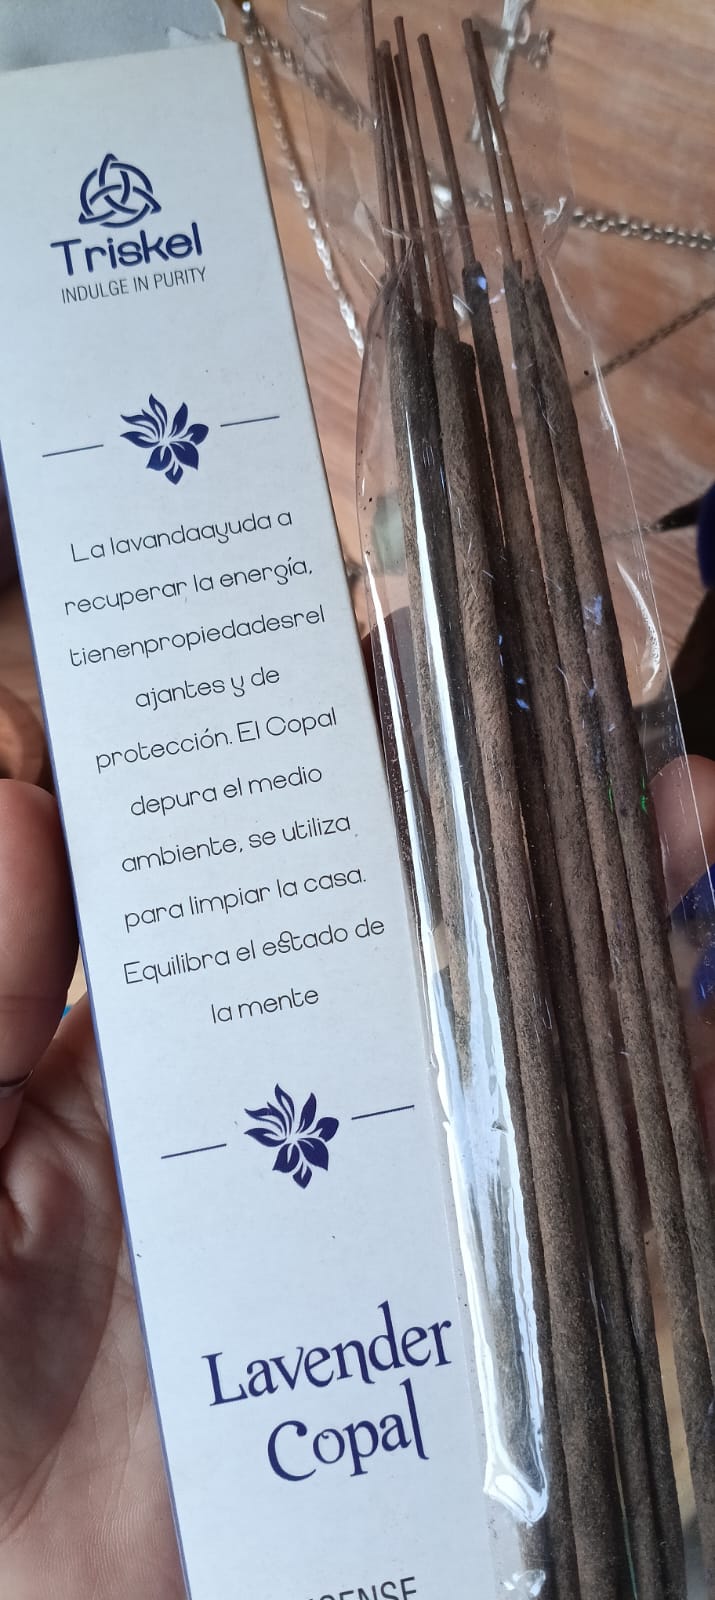 Triskel
INDULGE IN PURITY
La lavandaayuda a
recuperar la energía,
tienenpropiedadesrel
ajantes y de
protección. El Copal
depura el medio
ambiente, se utiliza
para limpiar la casa.
Equilibra el estado de
la mente
Lavender
Copal